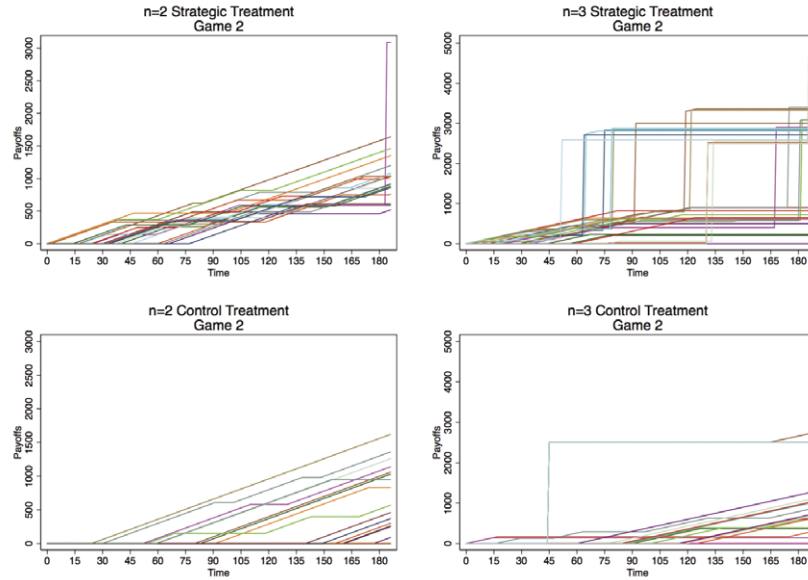 n=2 Strategic Treatment
Game 2
Payoffs
0 500 1000 1500 2000 2500 3000
0 15 30 45 60 75 90 105 120 135 150 165 180
Time
n=3 Strategic Treatment
Game 2
Payoffs
0 1000 2000 3000 4000 5000
0 15 30 45 60 75 90 105 120 135 150 165 180
Time
n=2 Control Treatment
Game 2
Payoffs
0 500 1000 1500 2000 2500 3000
0 15 30 45 60 75 90 105 120 135 150 165 180
Time
n=3 Control Treatment
Game 2
Payoffs
0 1000 2000 3000 4000 5000
0 15 30 45 60 75 90 105 120 135 150 165 180
Time